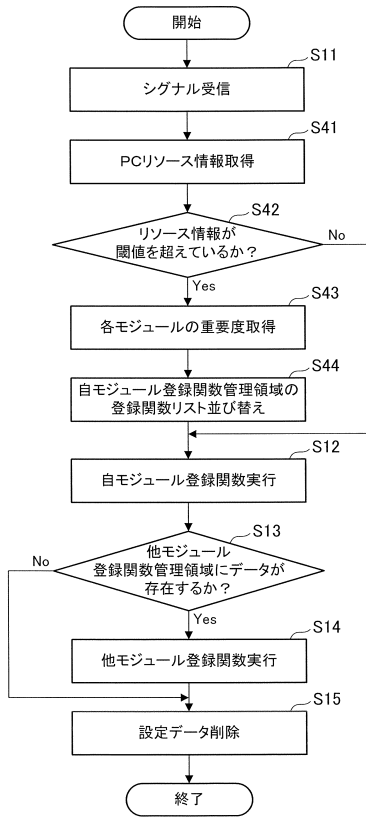 開始
S11
シグナル受信
S41
PCリソース情報取得
S42
リソース情報が
閾値を超えているか？
No
Yes
S43
各モジュールの重要度取得
S44
自モジュール登録関数管理領域の
登録関数リスト並び替え
S12
自モジュール登録関数実行
S13
No
他モジュール
登録関数管理領域にデータが
存在するか？
Yes
S14
他モジュール登録関数実行
S15
設定データ削除
終了